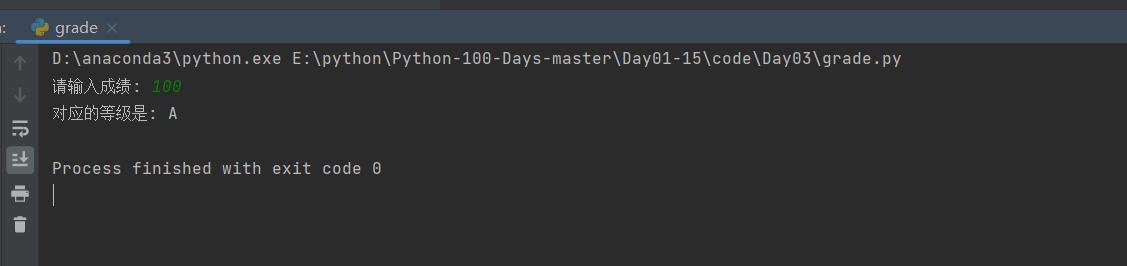 grade
D:\anaconda3\python.exe E:\python\Python-100-Days-master\Day01-15\code\Day03\grade.py
请输入成绩: 100
对应的等级是: A
Process finished with exit code 0